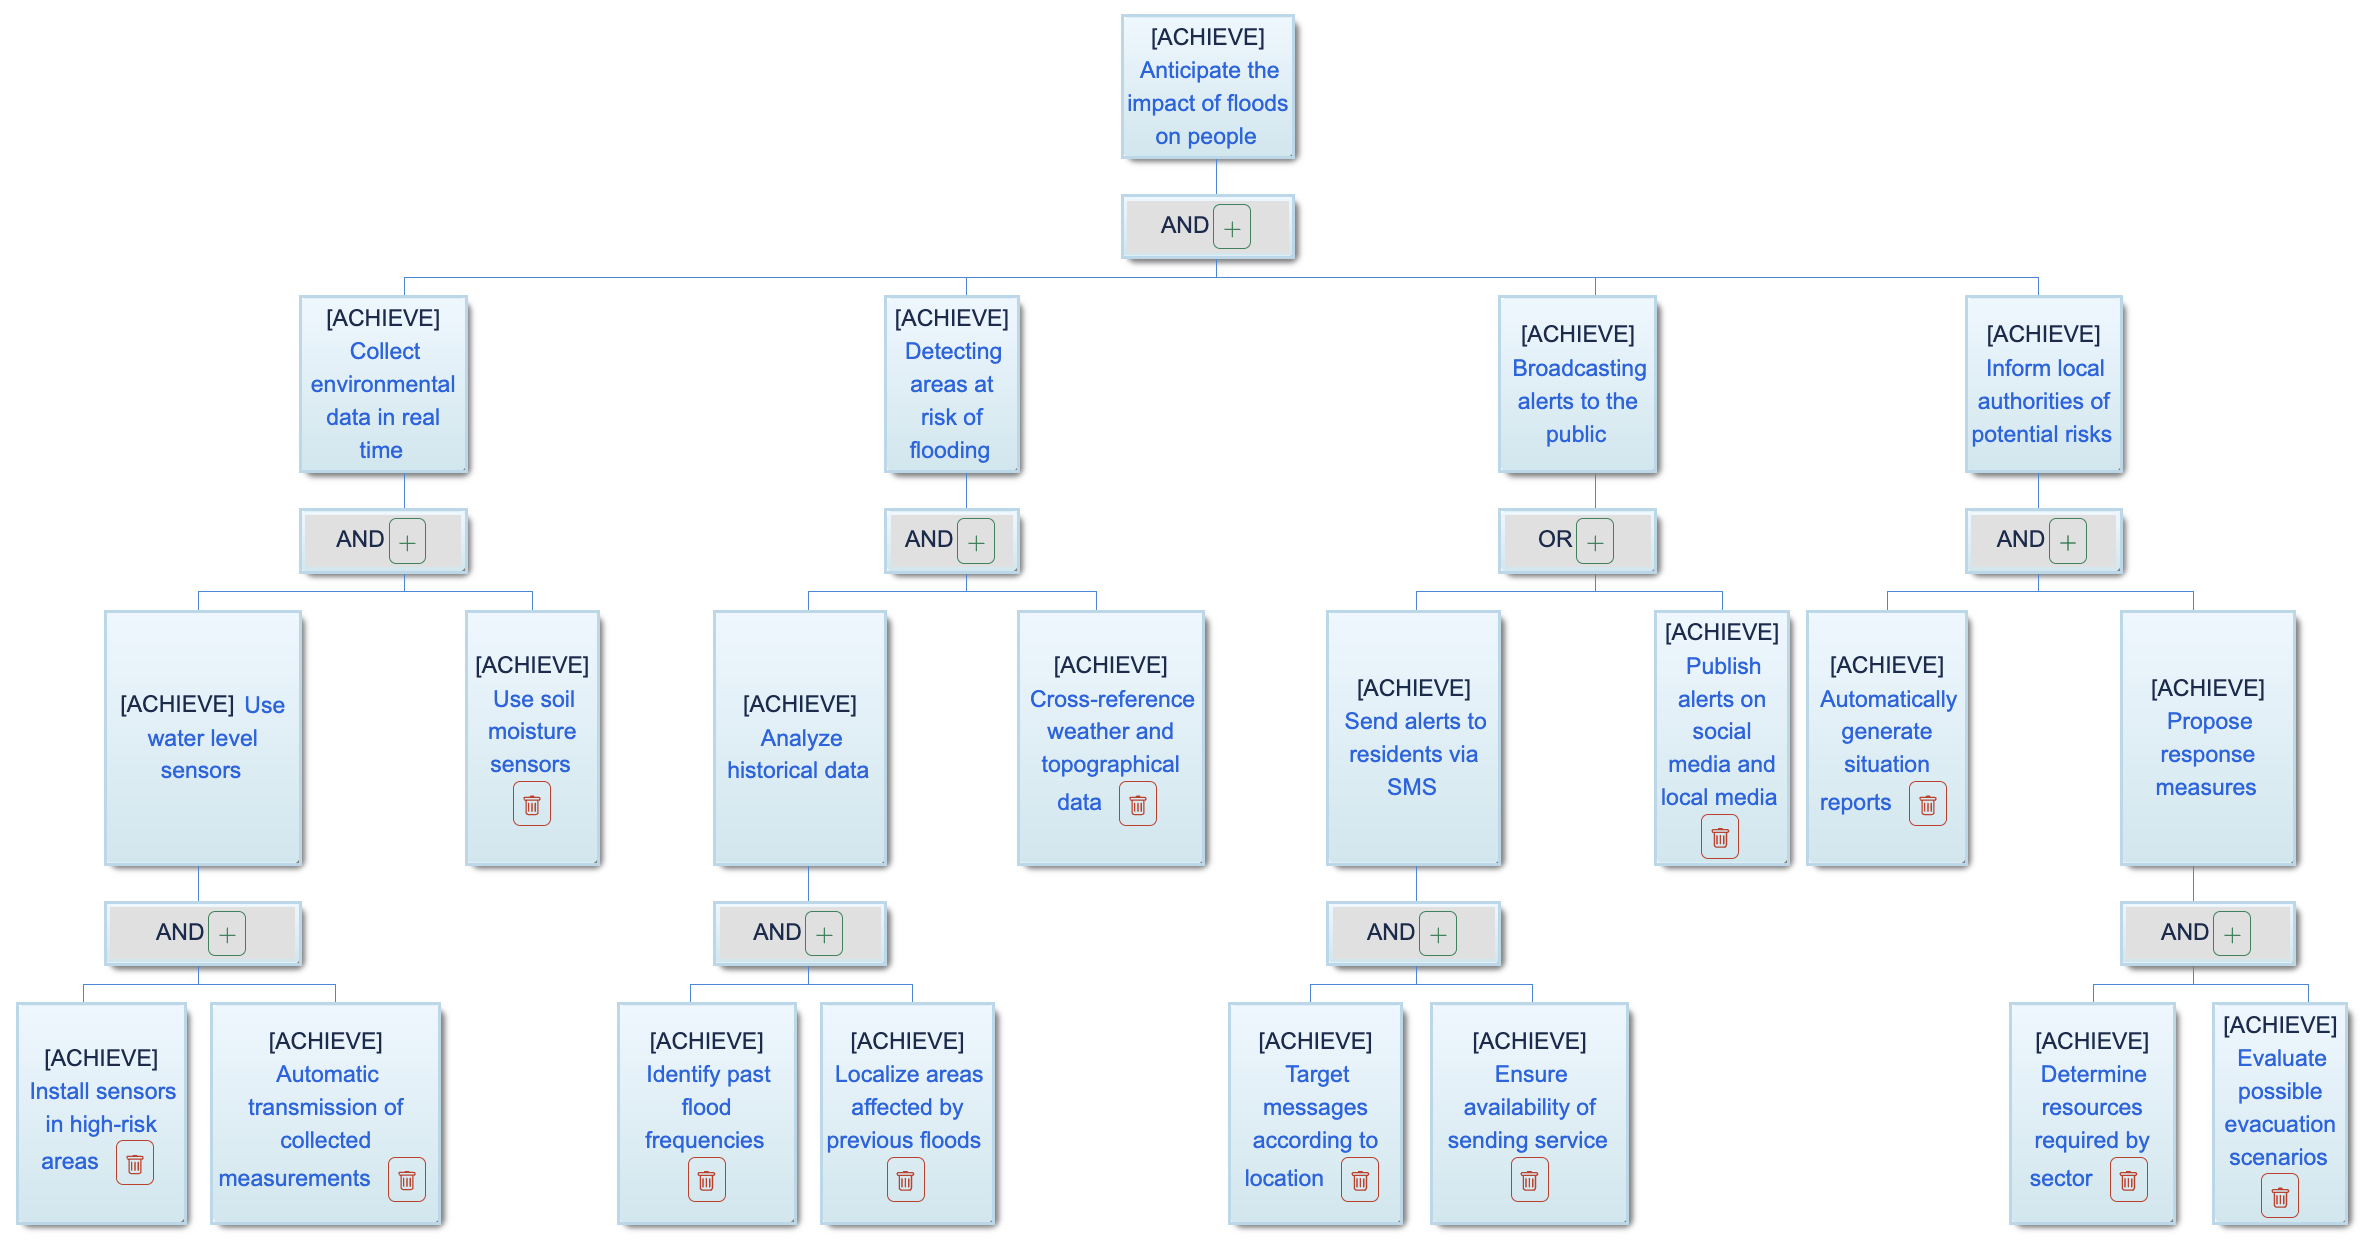 [ACHIEVE]
Anticipate the
impact of floods
on people
AND
[ACHIEVE]
Collect
environmental
data in real
time
[ACHIEVE]
Detecting
areas at
risk of
flooding
[ACHIEVE]
Broadcasting
alerts to the
public
[ACHIEVE]
Inform local
authorities of
potential risks
AND
AND
OR
AND
[ACHIEVE] Use
water level
sensors
[ACHIEVE]
Use soil
moisture
sensors
[ACHIEVE]
Analyze
historical data
[ACHIEVE]
Cross-reference
weather and
topographical
data
[ACHIEVE]
Send alerts to
residents via
SMS
[ACHIEVE]
Publish
alerts on
social
media and
local media
[ACHIEVE]
Automatically
generate
situation
reports
[ACHIEVE]
Propose
response
measures
AND
AND
AND
AND
[ACHIEVE]
Install sensors
in high-risk
areas
[ACHIEVE]
Automatic
transmission of
collected
measurements
[ACHIEVE]
Identify past
flood
frequencies
[ACHIEVE]
Localize areas
affected by
previous floods
[ACHIEVE]
Target
messages
according to
location
[ACHIEVE]
Ensure
availability of
sending service
[ACHIEVE]
Determine
resources
required by
sector
[ACHIEVE]
Evaluate
possible
evacuation
scenarios